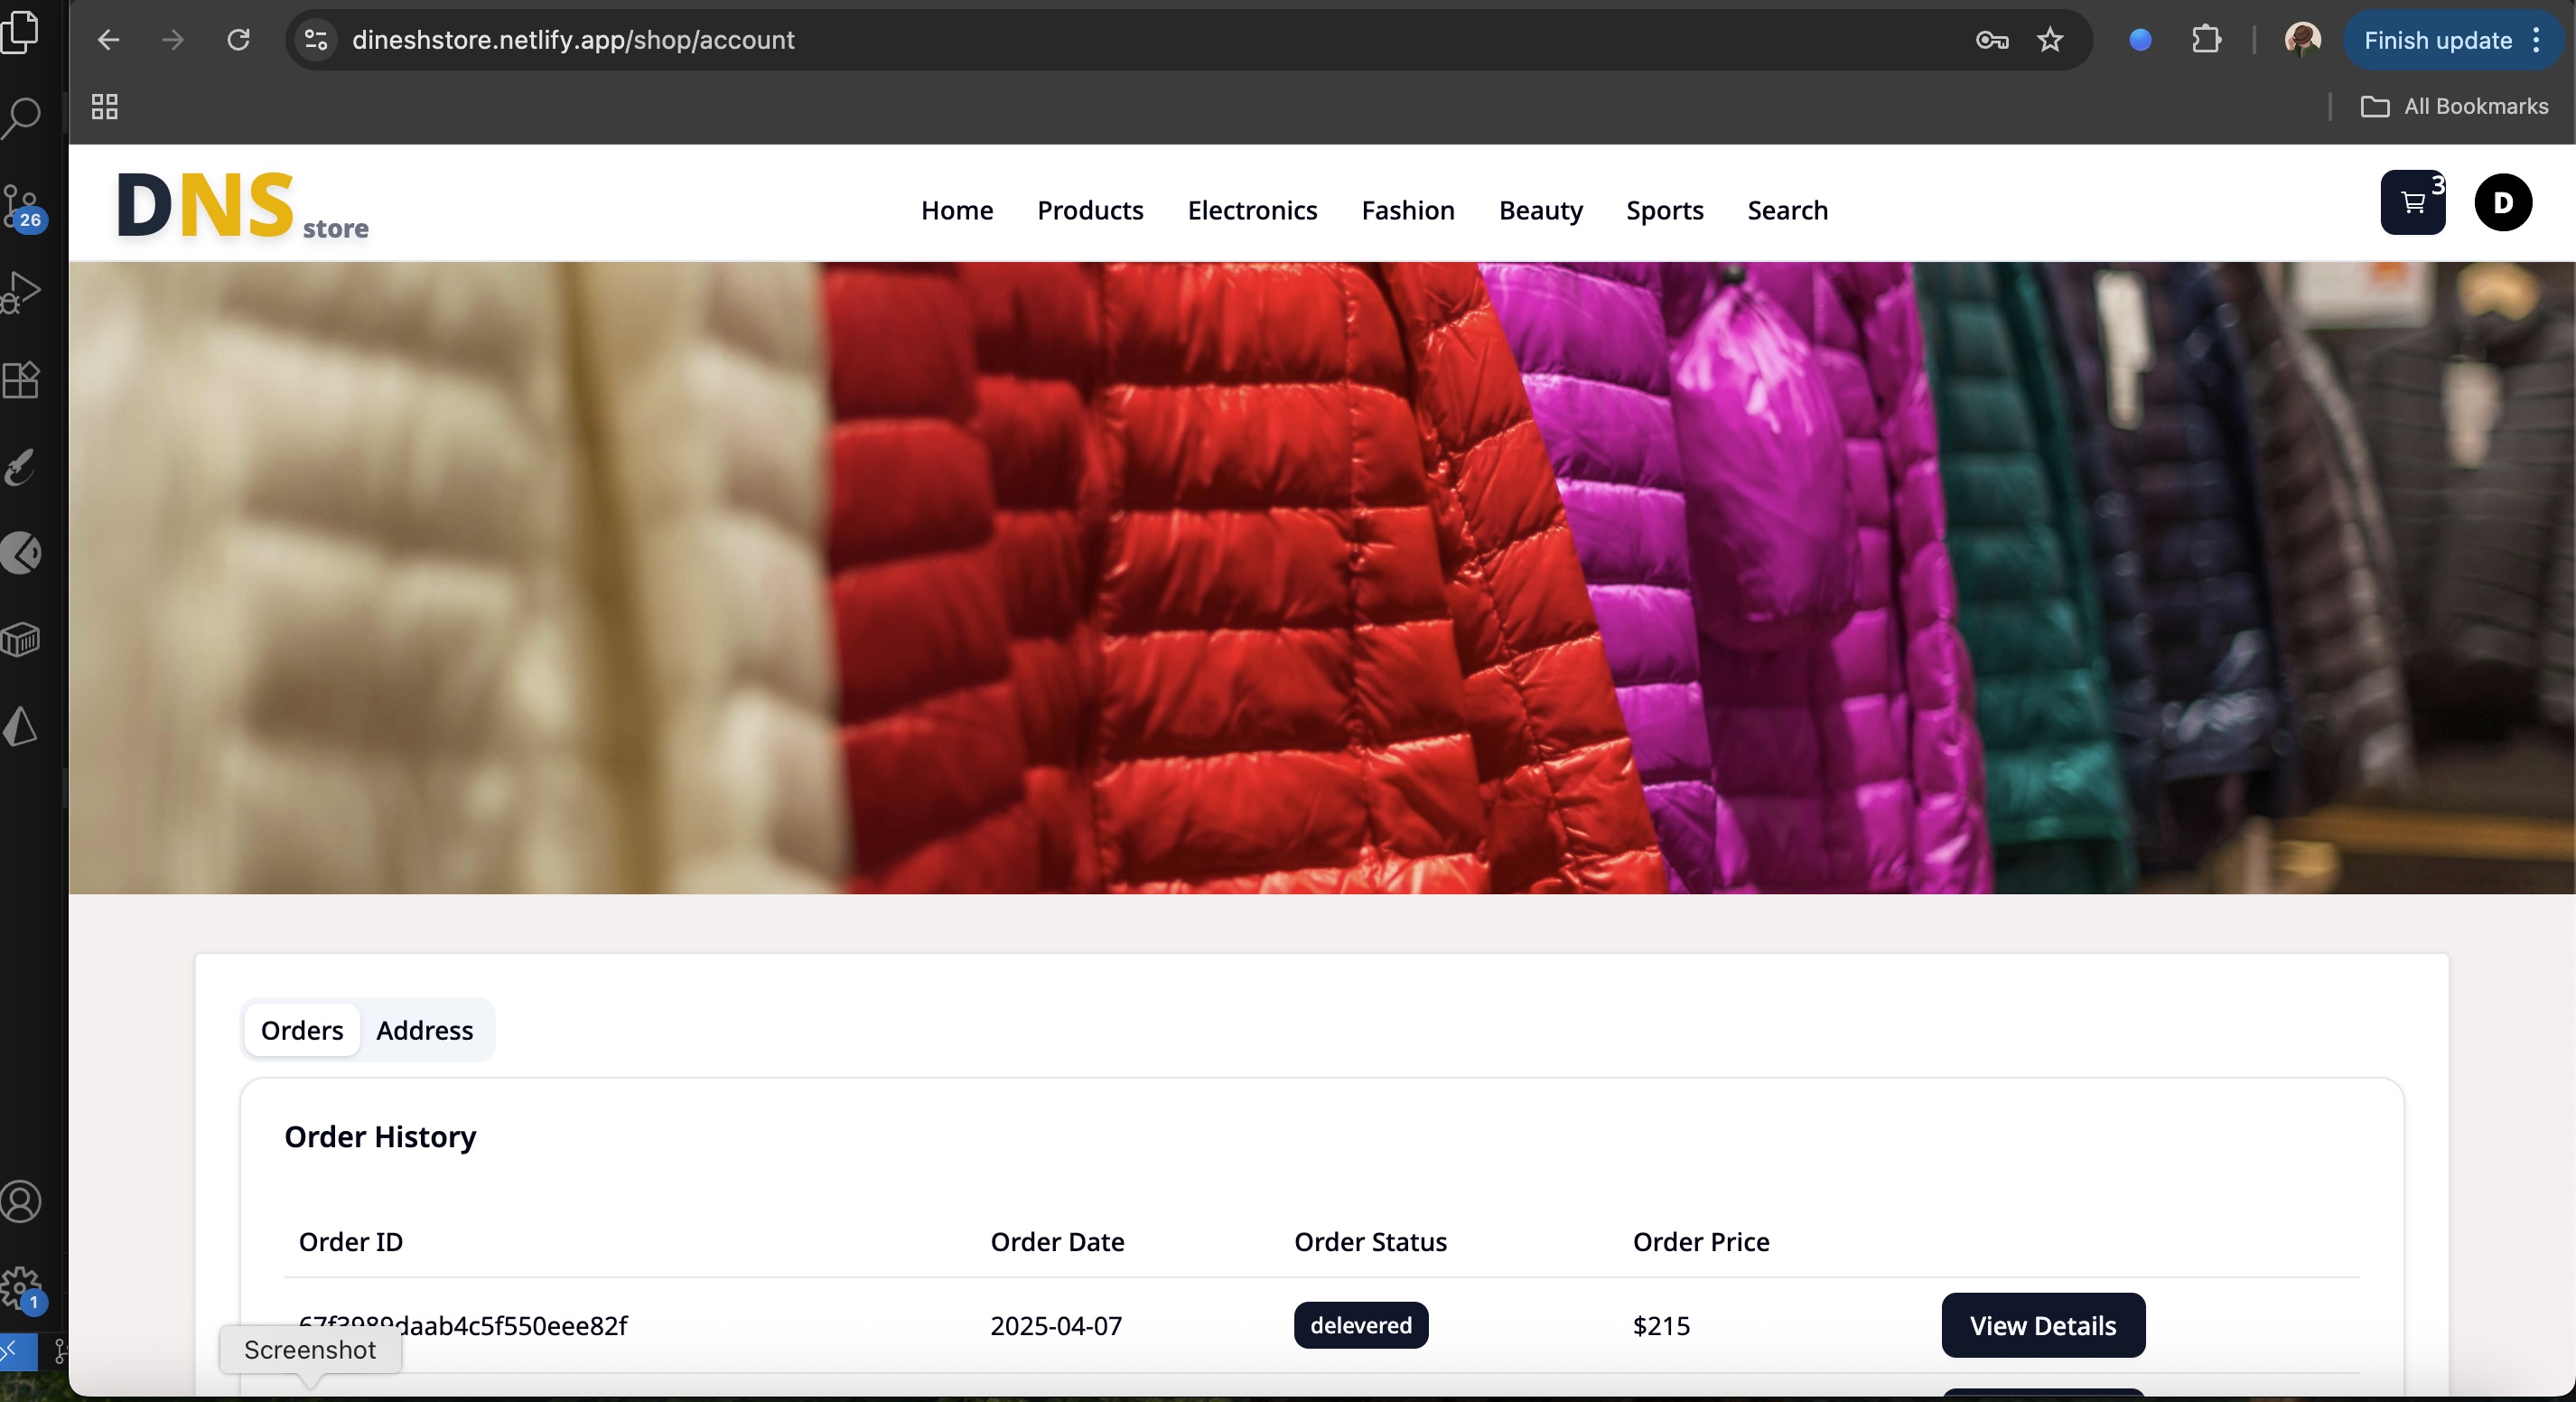 dineshstore.netlify.app/shop/account
Finish update
All Bookmarks
26
DNS store
Home Products Electronics Fashion Beauty Sports Search
3
D
Orders Address
Order History
Order ID Order Date Order Status Order Price
67f3989daab4c5f550eee82f 2025-04-07 delevered $215 View Details
1
Screenshot